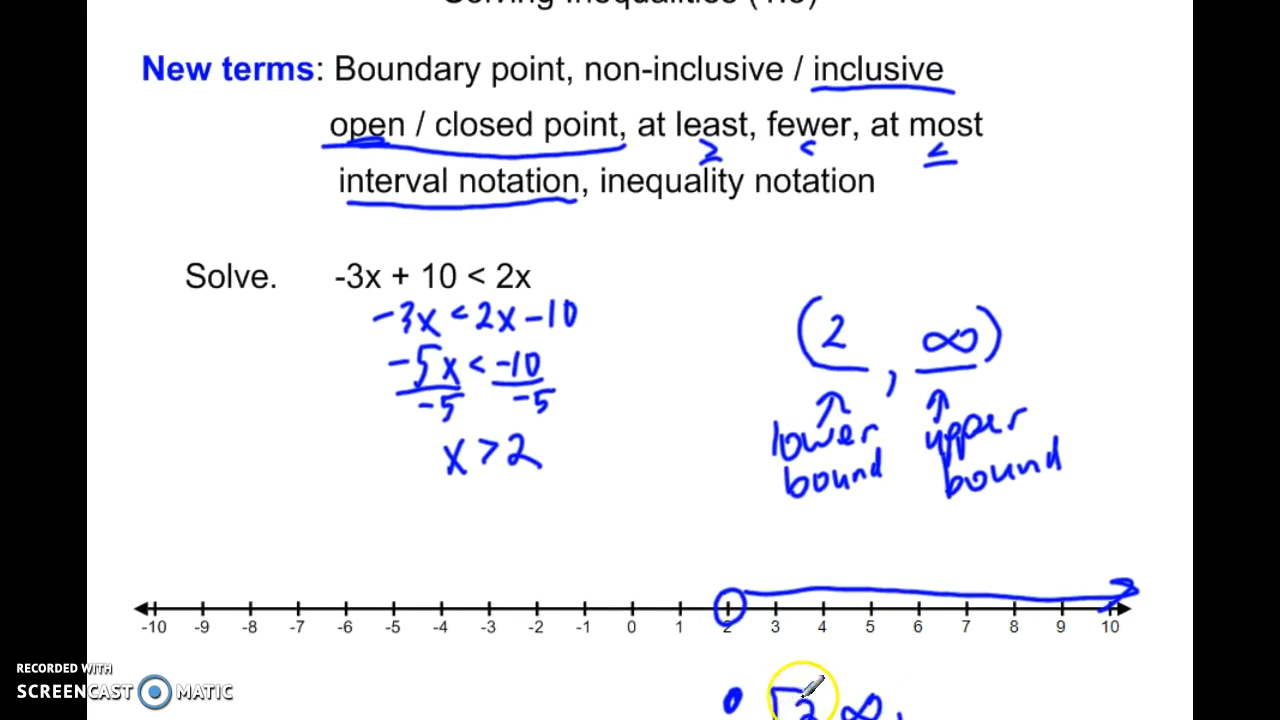 Solving Inequalities (1.6)
New terms: Boundary point, non-inclusive / inclusive
open / closed point, at least, fewer, at most
≥ < ≤
interval notation, inequality notation
Solve. -3x + 10 < 2x
-3x < 2x - 10
-5x < -10
-5 -5
x > 2
(2 , ∞)
lower bound
upper bound
-10 -9 -8 -7 -6 -5 -4 -3 -2 -1 0 1 2 3 4 5 6 7 8 9 10
[2 ∞
RECORDED WITH
SCREENCAST MATIC